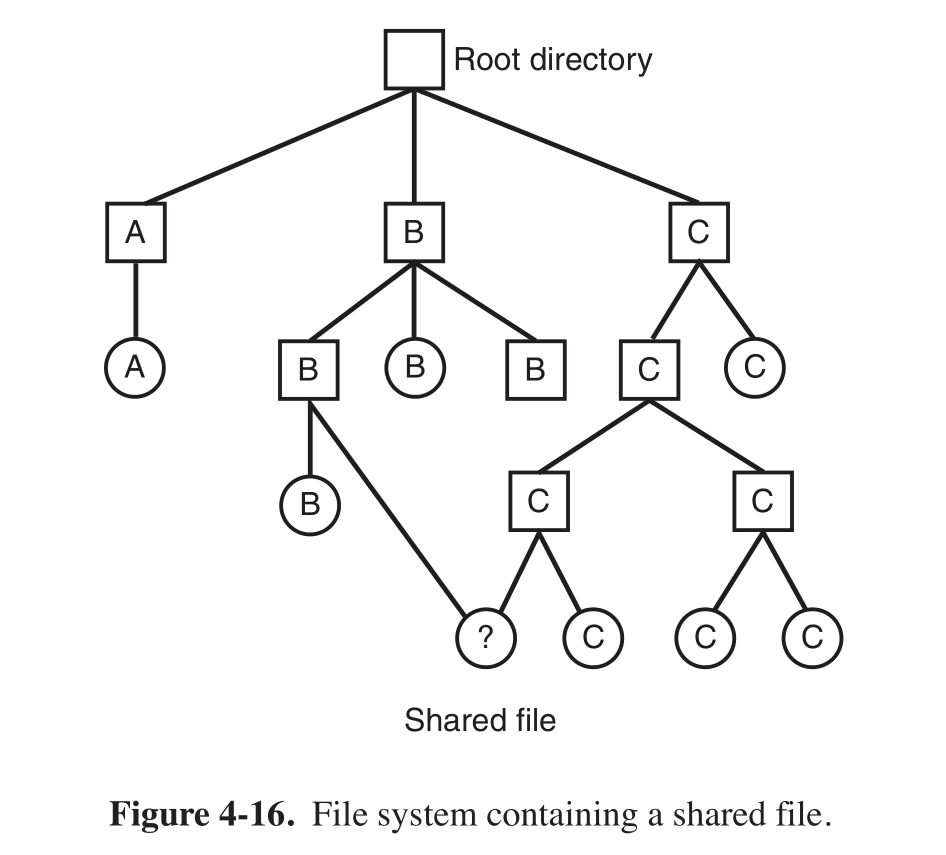 Root directory
A B C
A B B B C C
B C C
? C C C
Shared file
Figure 4-16. File system containing a shared file.